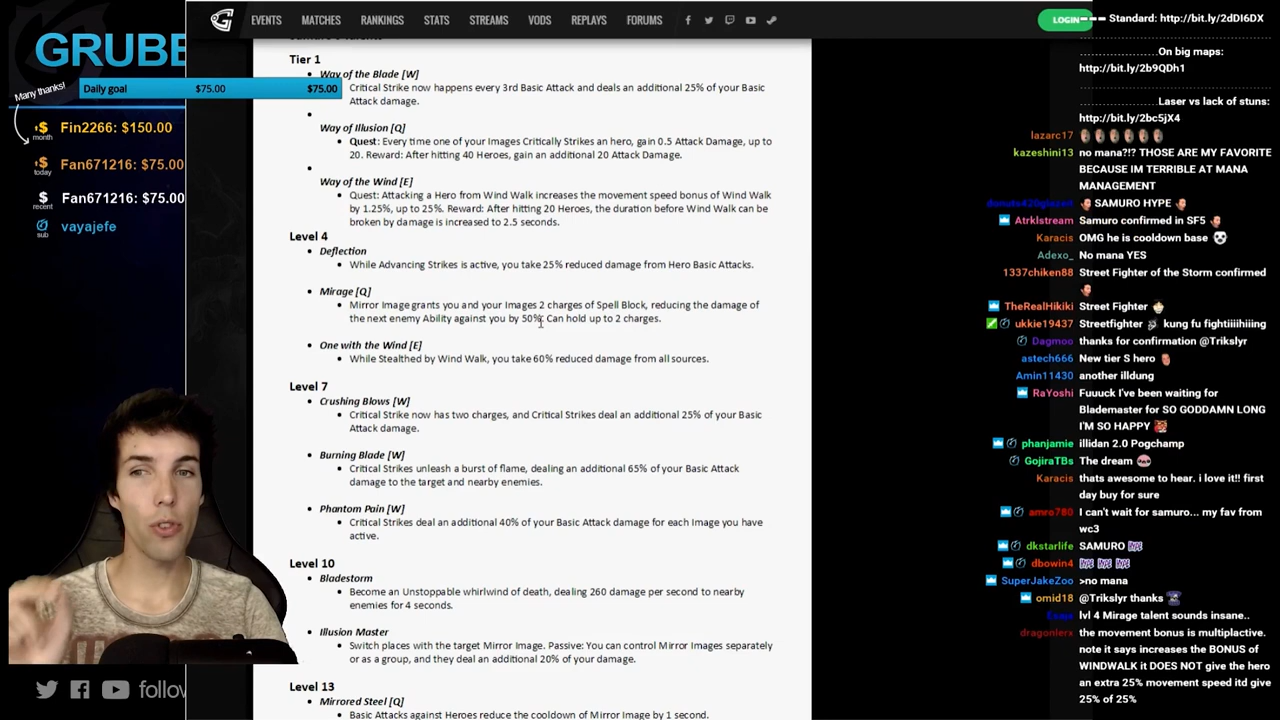 EVENTS MATCHES RANKINGS STATS STREAMS VODS REPLAYS FORUMS
LOGIN
GRUBB
Many thanks!
Daily goal $75.00 $75.00
$ month Fin2266: $150.00
$ today Fan671216: $75.00
$ recent Fan671216: $75.00
sub vayajefe
Tier 1
Way of the Blade [W]
Critical Strike now happens every 3rd Basic Attack and deals an additional 25% of your Basic
Attack damage.
Way of Illusion [Q]
Quest: Every time one of your Images Critically Strikes an hero, gain 0.5 Attack Damage, up to
20. Reward: After hitting 40 Heroes, gain an additional 20 Attack Damage.
Way of the Wind [E]
Quest: Attacking a Hero from Wind Walk increases the movement speed bonus of Wind Walk
by 1.25%, up to 25%. Reward: After hitting 20 Heroes, the duration before Wind Walk can be
broken by damage is increased to 2.5 seconds.
Level 4
Deflection
While Advancing Strikes is active, you take 25% reduced damage from Hero Basic Attacks.
Mirage [Q]
Mirror Image grants you and your Images 2 charges of Spell Block, reducing the damage of
the next enemy Ability against you by 50%. Can hold up to 2 charges.
One with the Wind [E]
While Stealthed by Wind Walk, you take 60% reduced damage from all sources.
Level 7
Crushing Blows [W]
Critical Strike now has two charges, and Critical Strikes deal an additional 25% of your Basic
Attack damage.
Burning Blade [W]
Critical Strikes unleash a burst of flame, dealing an additional 65% of your Basic Attack
damage to the target and nearby enemies.
Phantom Pain [W]
Critical Strikes deal an additional 40% of your Basic Attack damage for each Image you have
active.
Level 10
Bladestorm
Become an Unstoppable whirlwind of death, dealing 260 damage per second to nearby
enemies for 4 seconds.
Illusion Master
Switch places with the target Mirror Image. Passive: You can control Mirror Images separately
or as a group, and they deal an additional 20% of your damage.
Level 13
Mirrored Steel [Q]
Basic Attacks against Heroes reduce the cooldown of Mirror Image by 1 second.
follow
Standard: http://bit.ly/2dDI6DX
On big maps:
http://bit.ly/2b9QDh1
Laser vs lack of stuns:
http://bit.ly/2bc5jX4
lazarc17
kazeshini13 no mana?!? THOSE ARE MY FAVORITE
BECAUSE IM TERRIBLE AT MANA
MANAGEMENT
SAMURO HYPE
Atrklstream Samuro confirmed in SF5
Karacis OMG he is cooldown base
Adexo_ No mana YES
1337chiken88 Street Fighter of the Storm confirmed
TheRealHikiki Street Fighter
ukkie19437 Streetfighter kung fu fightiiiihiiing
Dagmoo thanks for confirmation @Trikslyr
astech666 New tier S hero
Amin11430 another illdung
RaYoshi Fuuuck I've been waiting for
Blademaster for SO GODDAMN LONG
I'M SO HAPPY
phanjamie illidan 2.0 Pogchamp
GojiraTBs The dream
Karacis thats awesome to hear. i love it!! first
day buy for sure
amro780 I can't wait for samuro... my fav from
wc3
dkstarlife SAMURO
dbowin4
SuperJakeZoo >no mana
omid18 @Trikslyr thanks
lvl 4 Mirage talent sounds insane..
dragonlerx the movement bonus is multiplactive.
note it says increases the BONUS of
WINDWALK it DOES NOT give the hero
an extra 25% movement speed itd give
25% of 25%